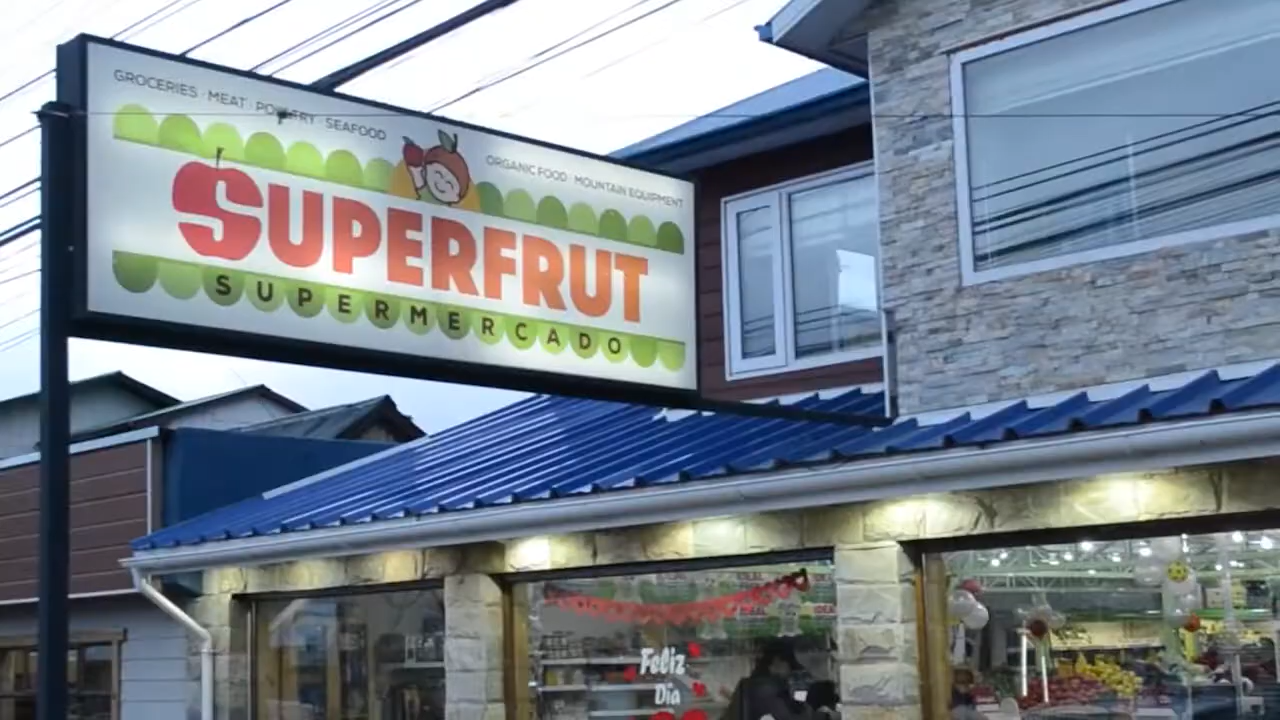 GROCERIES · MEAT · POULTRY · SEAFOOD
ORGANIC FOOD · MOUNTAIN EQUIPMENT
SUPERFRUT
SUPERMERCADO
Feliz
Día